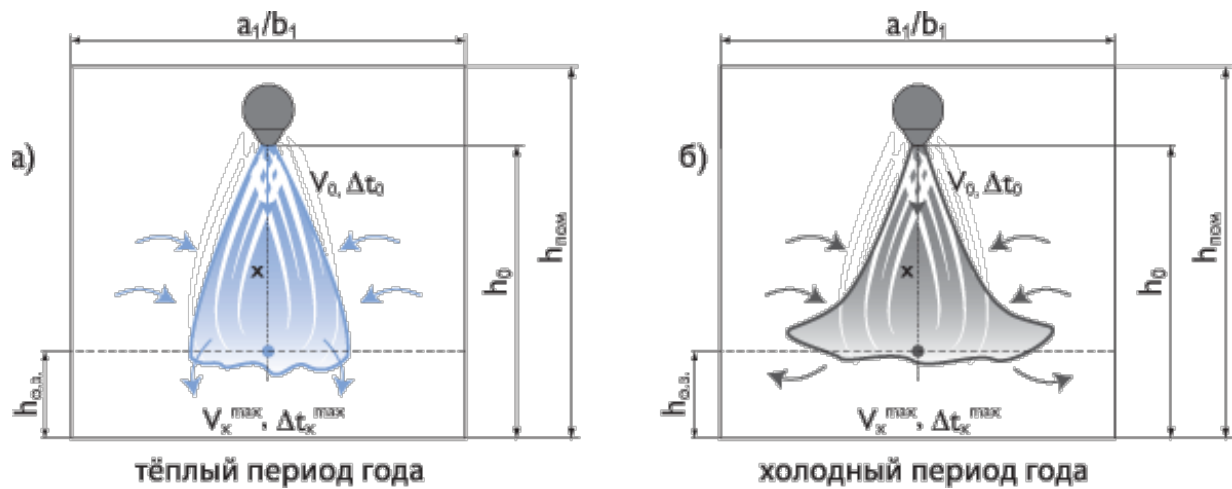 a₁/b₁
a₁/b₁
а)
V₀, Δt₀
h₀
hпом
hо.з.
Vₓᵐᵃˣ, Δtₓᵐᵃˣ
тёплый период года
б)
V₀, Δt₀
h₀
hпом
hо.з.
Vₓᵐᵃˣ, Δtₓᵐᵃˣ
холодный период года
x
x